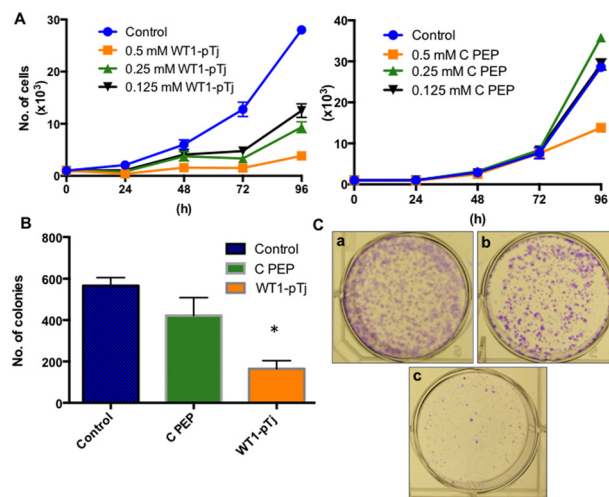 A
Control
0.5 mM WT1-pTj
0.25 mM WT1-pTj
0.125 mM WT1-pTj
No. of cells
(x10³)
30
20
10
0
0 24 48 72 96
(h)
Control
0.5 mM C PEP
0.25 mM C PEP
0.125 mM C PEP
(x10³)
40
30
20
10
0
0 24 48 72 96
(h)
B
Control
C PEP
WT1-pTj
No. of colonies
800
600
400
200
0
*
Control
C PEP
WT1-pTj
C
a
b
c